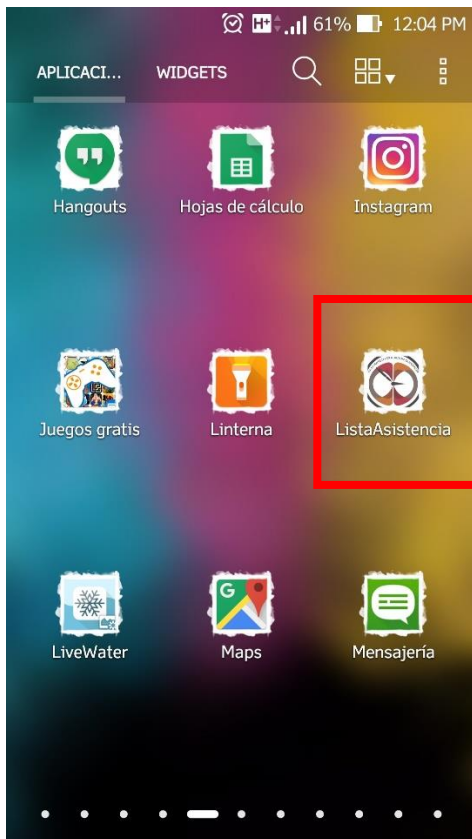 H+ 61% 12:04 PM
APLICACI... WIDGETS
Hangouts Hojas de cálculo Instagram
Juegos gratis Linterna ListaAsistencia
G
LiveWater Maps Mensajería